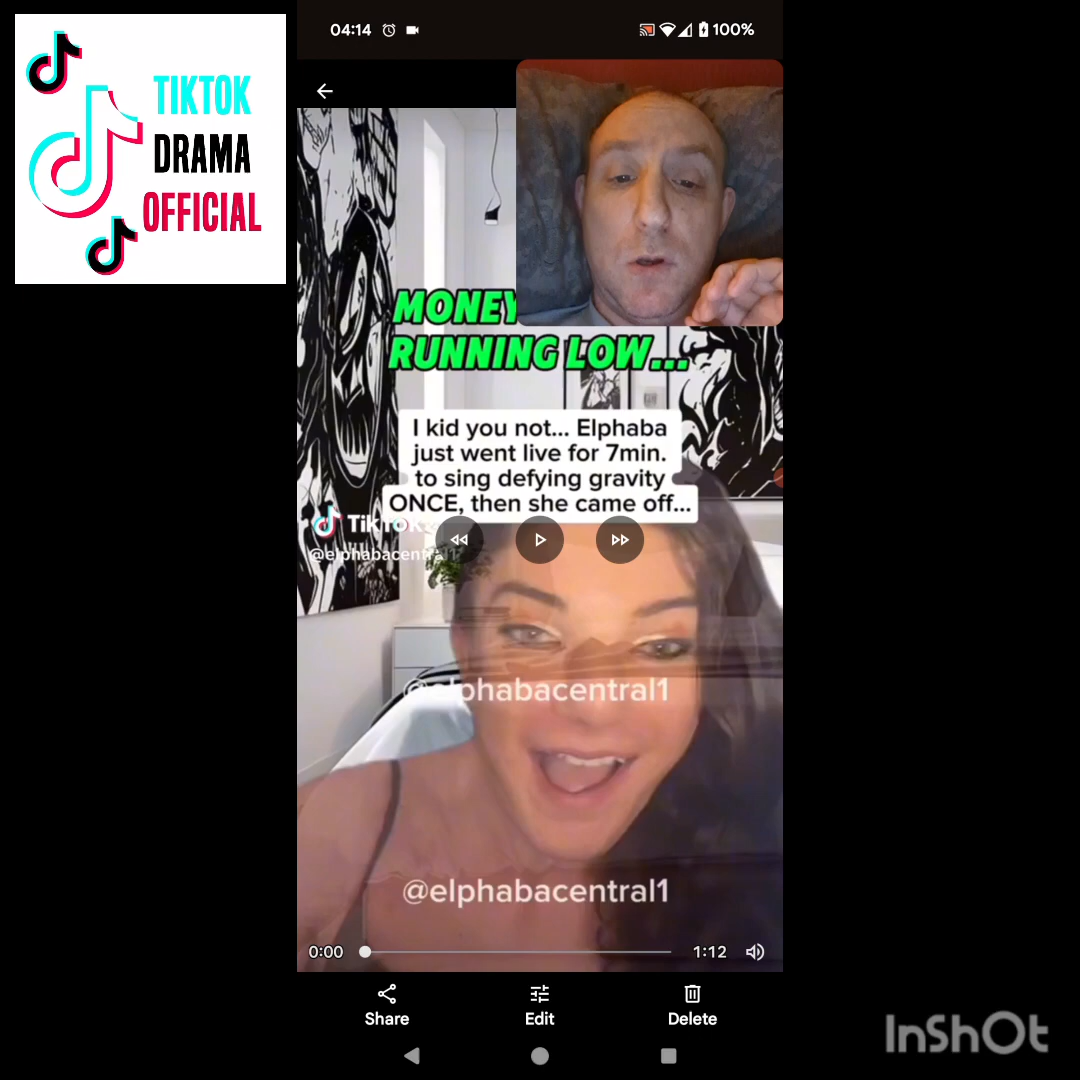 TIKTOK
DRAMA
OFFICIAL
04:14
100%
MONEY
RUNNING LOW...
I kid you not... Elphaba
just went live for 7min.
to sing defying gravity
ONCE, then she came off...
TikTok
@elphabacentral1
@elphabacentral1
@elphabacentral1
0:00
1:12
Share
Edit
Delete
InShOt